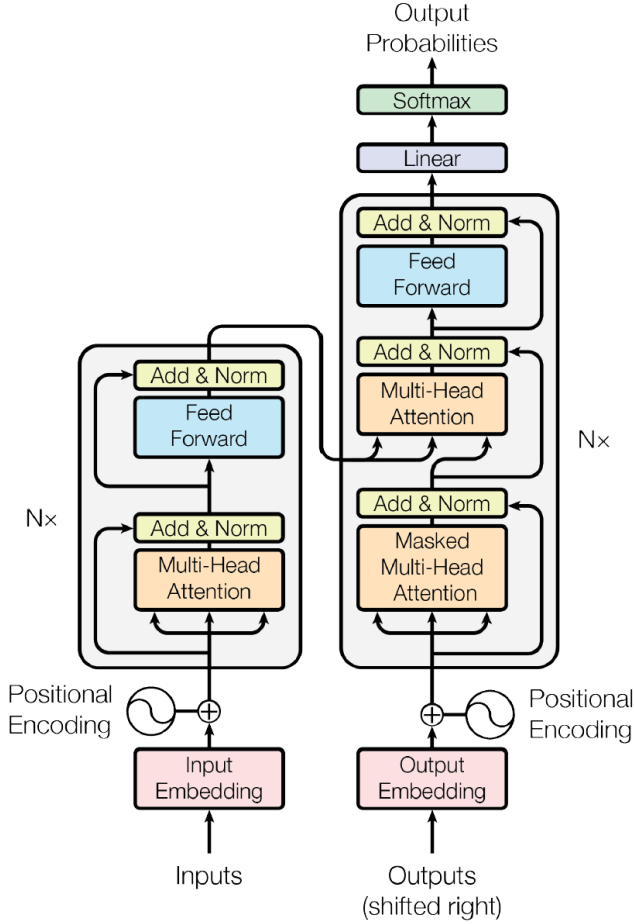 Output
Probabilities
Softmax
Linear
Add & Norm
Feed
Forward
Add & Norm
Multi-Head
Attention
Nx
Add & Norm
Masked
Multi-Head
Attention
Positional
Encoding
Output
Embedding
Outputs
(shifted right)
Add & Norm
Feed
Forward
Nx
Add & Norm
Multi-Head
Attention
Positional
Encoding
Input
Embedding
Inputs